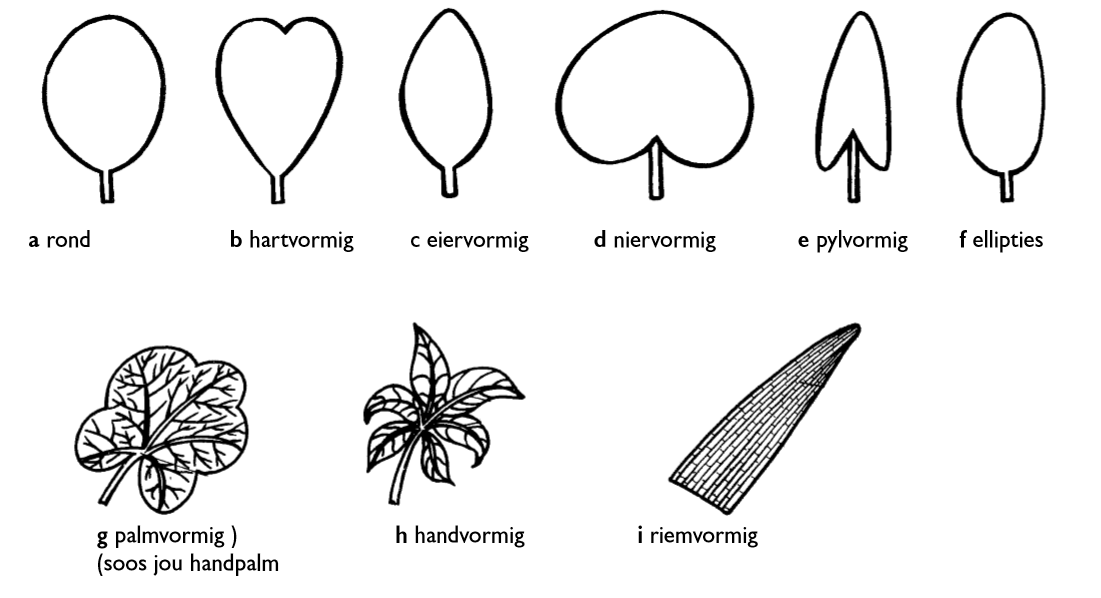 a rond
b hartvormig
c eiervormig
d niervormig
e pylvormig
f ellipties
g palmvormig )
(soos jou handpalm
h handvormig
i riemvormig